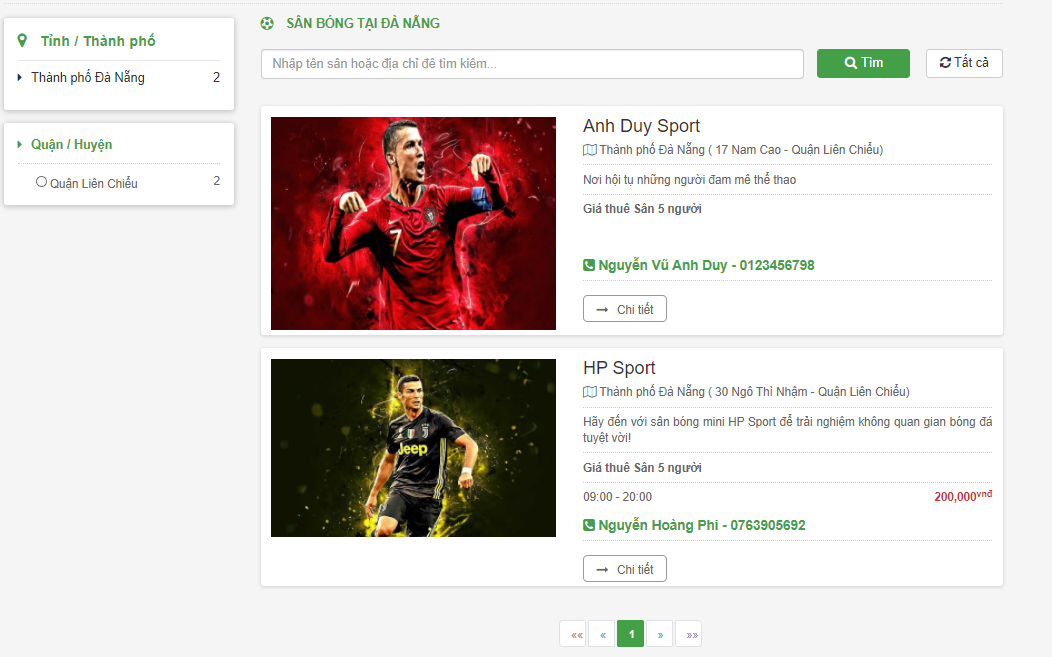 Tỉnh / Thành phố
Thành phố Đà Nẵng 2
Quận / Huyện
Quận Liên Chiểu 2
SÂN BÓNG TẠI ĐÀ NẴNG
Nhập tên sân hoặc địa chỉ để tìm kiếm...
Tìm
Tất cả
7
Anh Duy Sport
Thành phố Đà Nẵng ( 17 Nam Cao - Quận Liên Chiểu)
Nơi hội tụ những người đam mê thể thao
Giá thuê Sân 5 người
Nguyễn Vũ Anh Duy - 0123456798
→ Chi tiết
Jeep
HP Sport
Thành phố Đà Nẵng ( 30 Ngô Thì Nhậm - Quận Liên Chiểu)
Hãy đến với sân bóng mini HP Sport để trải nghiệm không quan gian bóng đá
tuyệt vời!
Giá thuê Sân 5 người
09:00 - 20:00 200,000vnđ
Nguyễn Hoàng Phi - 0763905692
→ Chi tiết
«« « 1 » »»